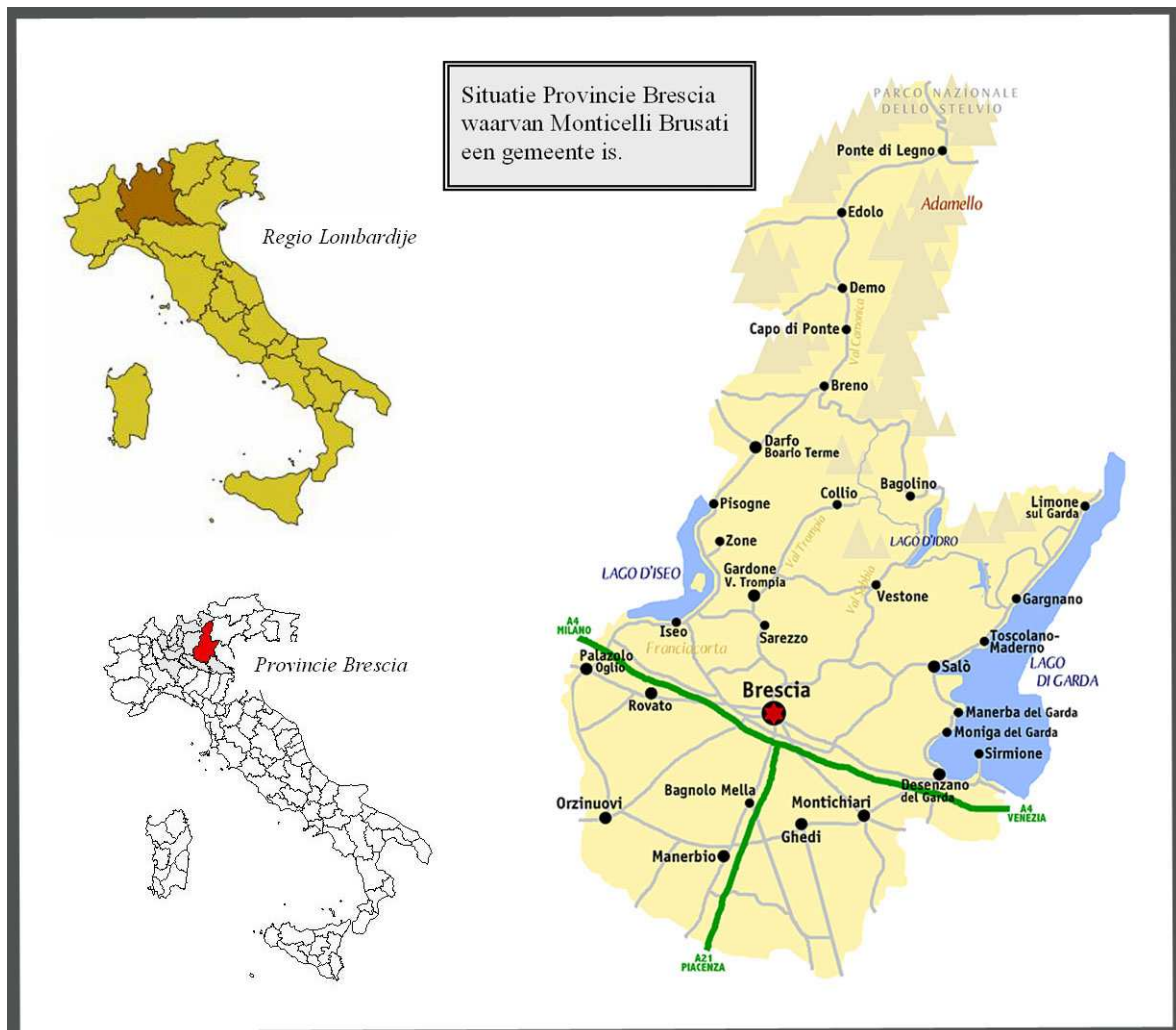 Situatie Provincie Brescia
waarvan Monticelli Brusati
een gemeente is.
Regio Lombardije
Provincie Brescia
PARCO NAZIONALE
DELLO STELVIO
Ponte di Legno
Adamello
Edolo
Demo
Capo di Ponte
Val Camonica
Breno
Darfo
Boario Terme
Pisogne
Collio
Bagolino
Limone
sul Garda
Zone
Val Trompia
LAGO D'IDRO
LAGO D'ISEO
Gardone
V. Trompia
Val Sabbia
Vestone
Gargnano
A4
MILANO
Iseo
Franciacorta
Sarezzo
Toscolano-
Maderno
Palazolo
Oglio
Salò
LAGO
DI GARDA
Rovato
Brescia
Manerba del Garda
Moniga del Garda
Sirmione
Desenzano
del Garda
Bagnolo Mella
Orzinuovi
Montichiari
A4
VENEZIA
Ghedi
Manerbio
A21
PIACENZA